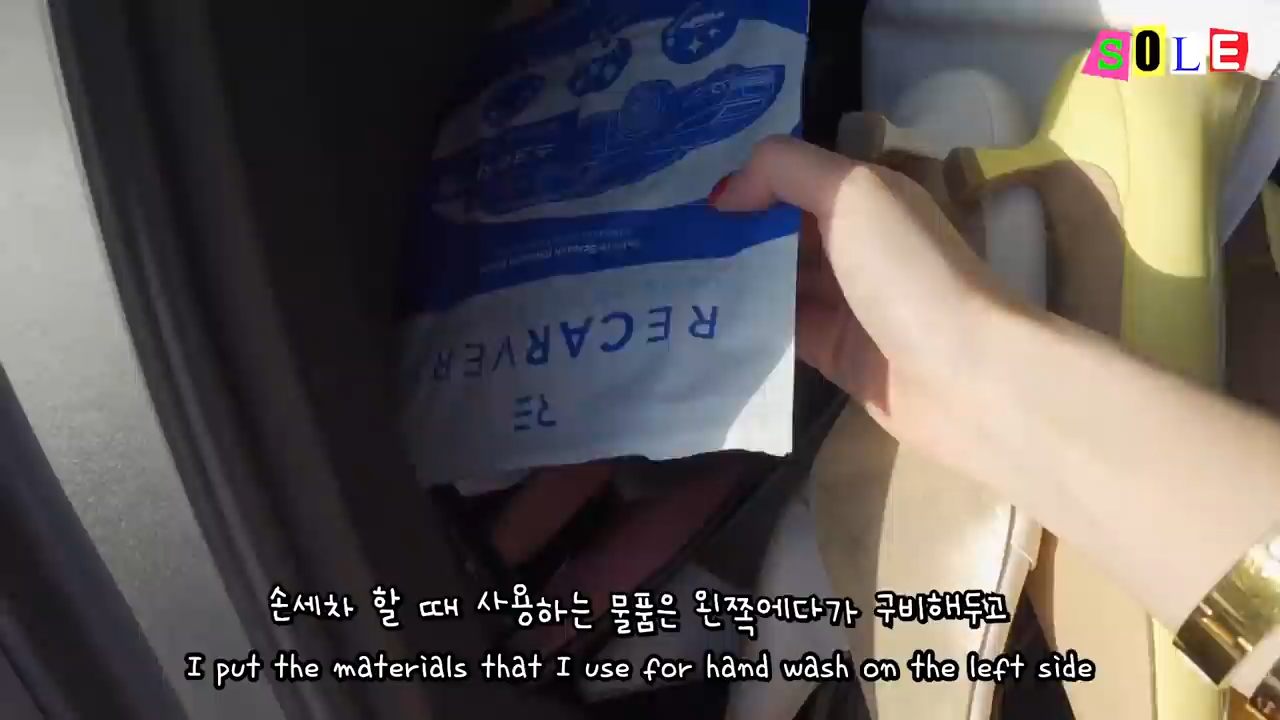 SOLE
RECARVER
RE
손세차 할 때 사용하는 물품은 왼쪽에다가 구비해두고
I put the materials that I use for hand wash on the left side